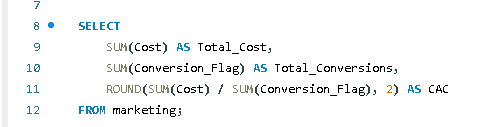 7
8 SELECT
9 SUM(Cost) AS Total_Cost,
10 SUM(Conversion_Flag) AS Total_Conversions,
11 ROUND(SUM(Cost) / SUM(Conversion_Flag), 2) AS CAC
12 FROM marketing;